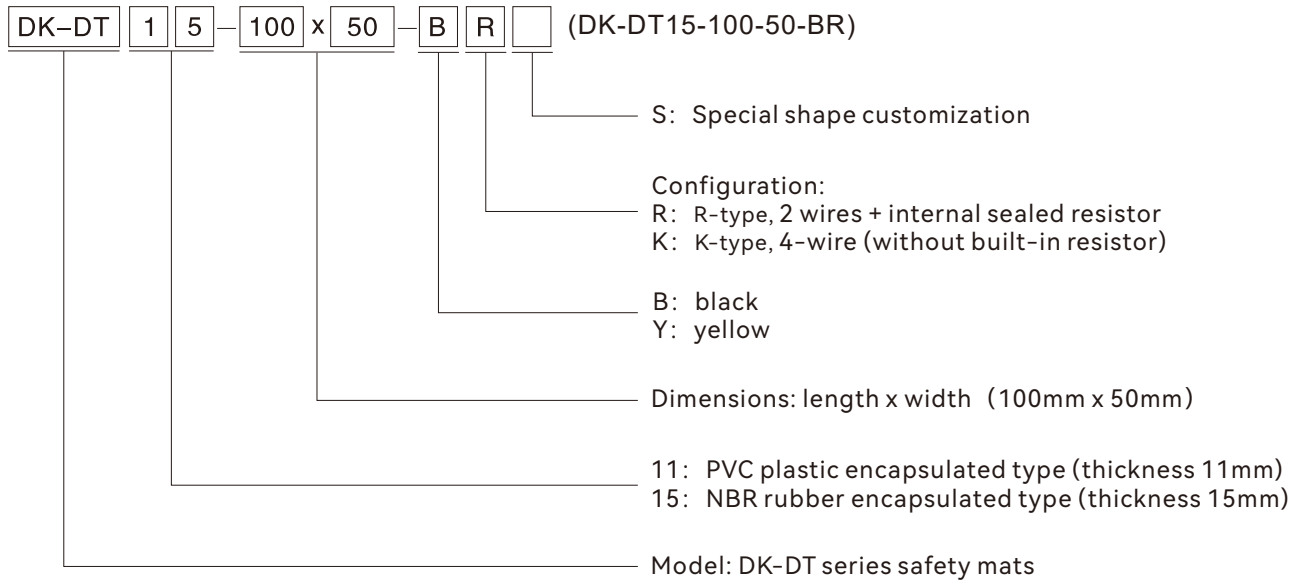 DK-DT 1 5 - 100 x 50 - B R (DK-DT15-100-50-BR)
S: Special shape customization
Configuration:
R: R-type, 2 wires + internal sealed resistor
K: K-type, 4-wire (without built-in resistor)
B: black
Y: yellow
Dimensions: length x width (100mm x 50mm)
11: PVC plastic encapsulated type (thickness 11mm)
15: NBR rubber encapsulated type (thickness 15mm)
Model: DK-DT series safety mats